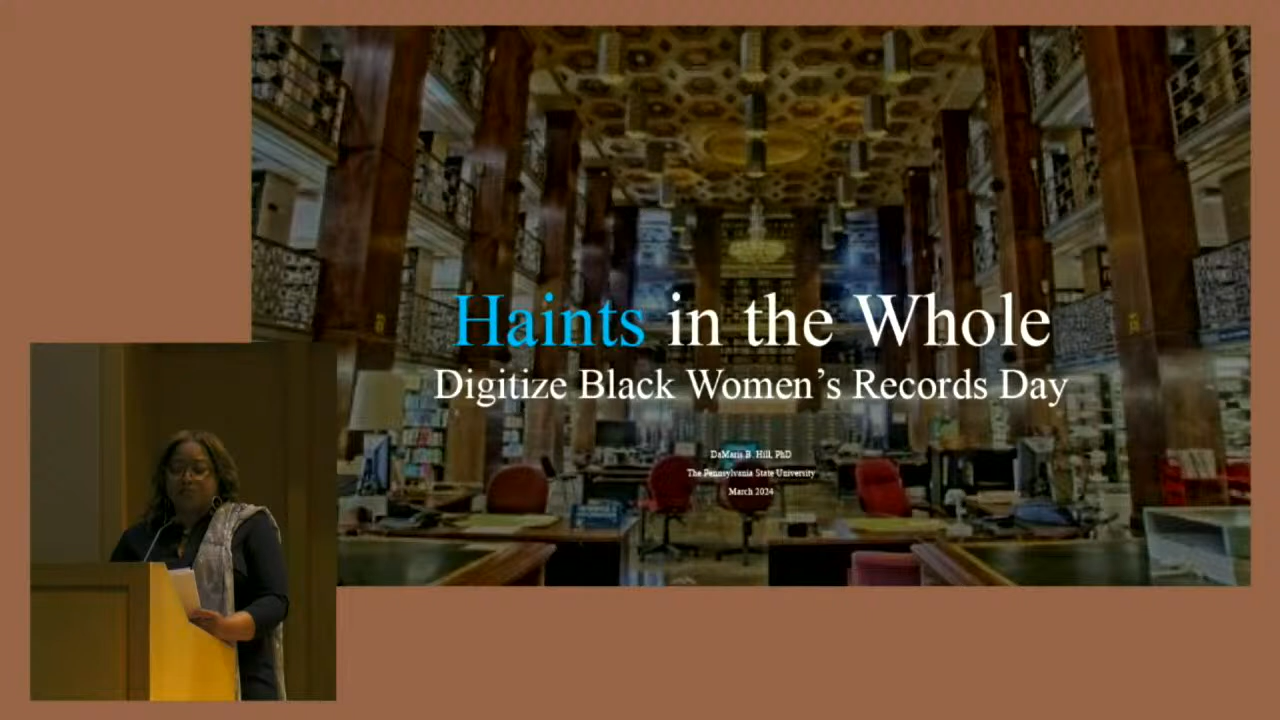 Haints in the Whole
Digitize Black Women's Records Day
DaMaris B. Hill, PhD
The Pennsylvania State University
March 2024